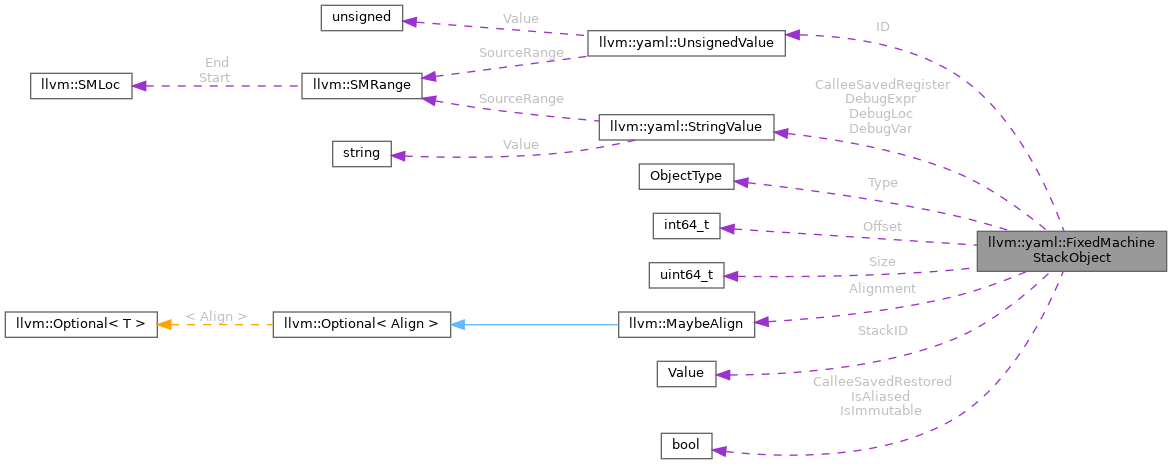 unsigned
Value
ID
llvm::yaml::UnsignedValue
SourceRange
End
Start
llvm::SMLoc
llvm::SMRange
CalleeSavedRegister
DebugExpr
DebugLoc
DebugVar
SourceRange
llvm::yaml::StringValue
Value
string
ObjectType
Type
int64_t
Offset
llvm::yaml::FixedMachine
StackObject
uint64_t
Size
Alignment
llvm::Optional< T >
< Align >
llvm::Optional< Align >
llvm::MaybeAlign
StackID
Value
CalleeSavedRestored
IsAliased
IsImmutable
bool